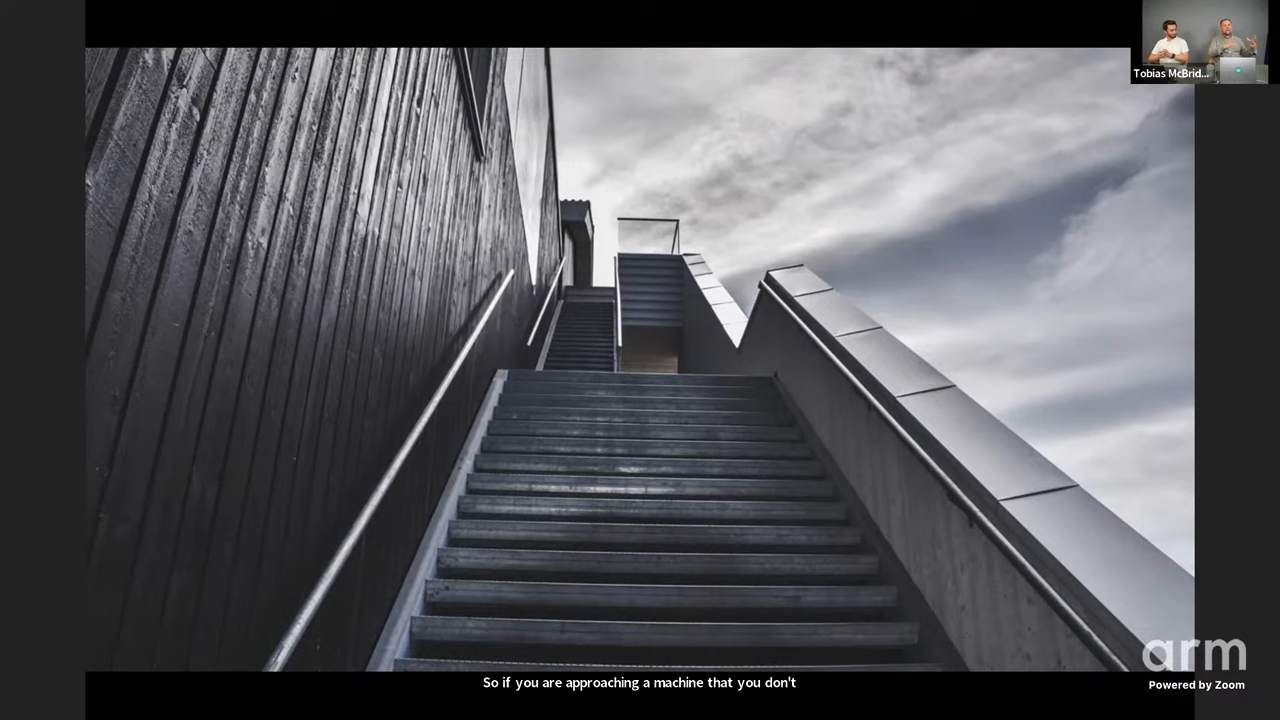 Tobias McBrid...
So if you are approaching a machine that you don't
arm
Powered by Zoom